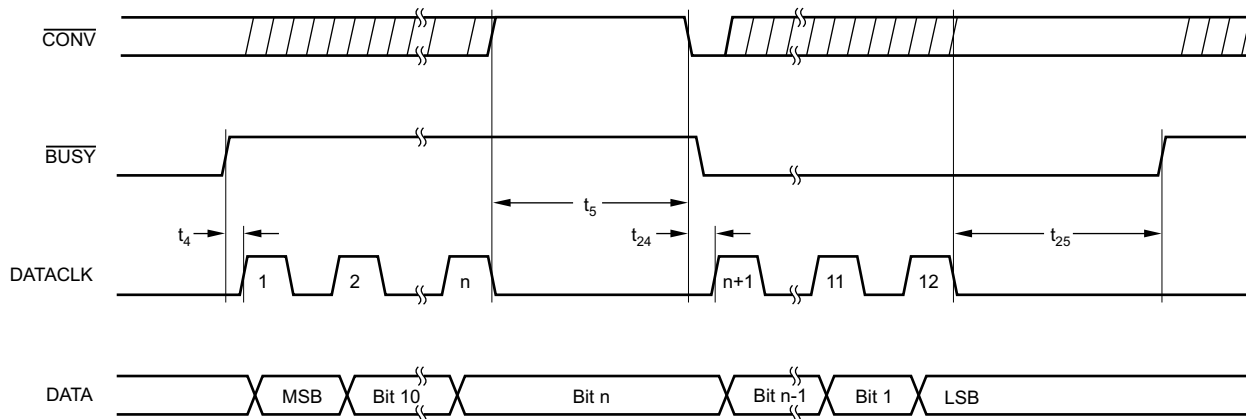 CONV
BUSY
t5
t4
t24
t25
DATACLK
1
2
n
n+1
11
12
DATA
MSB
Bit 10
Bit n
Bit n-1
Bit 1
LSB